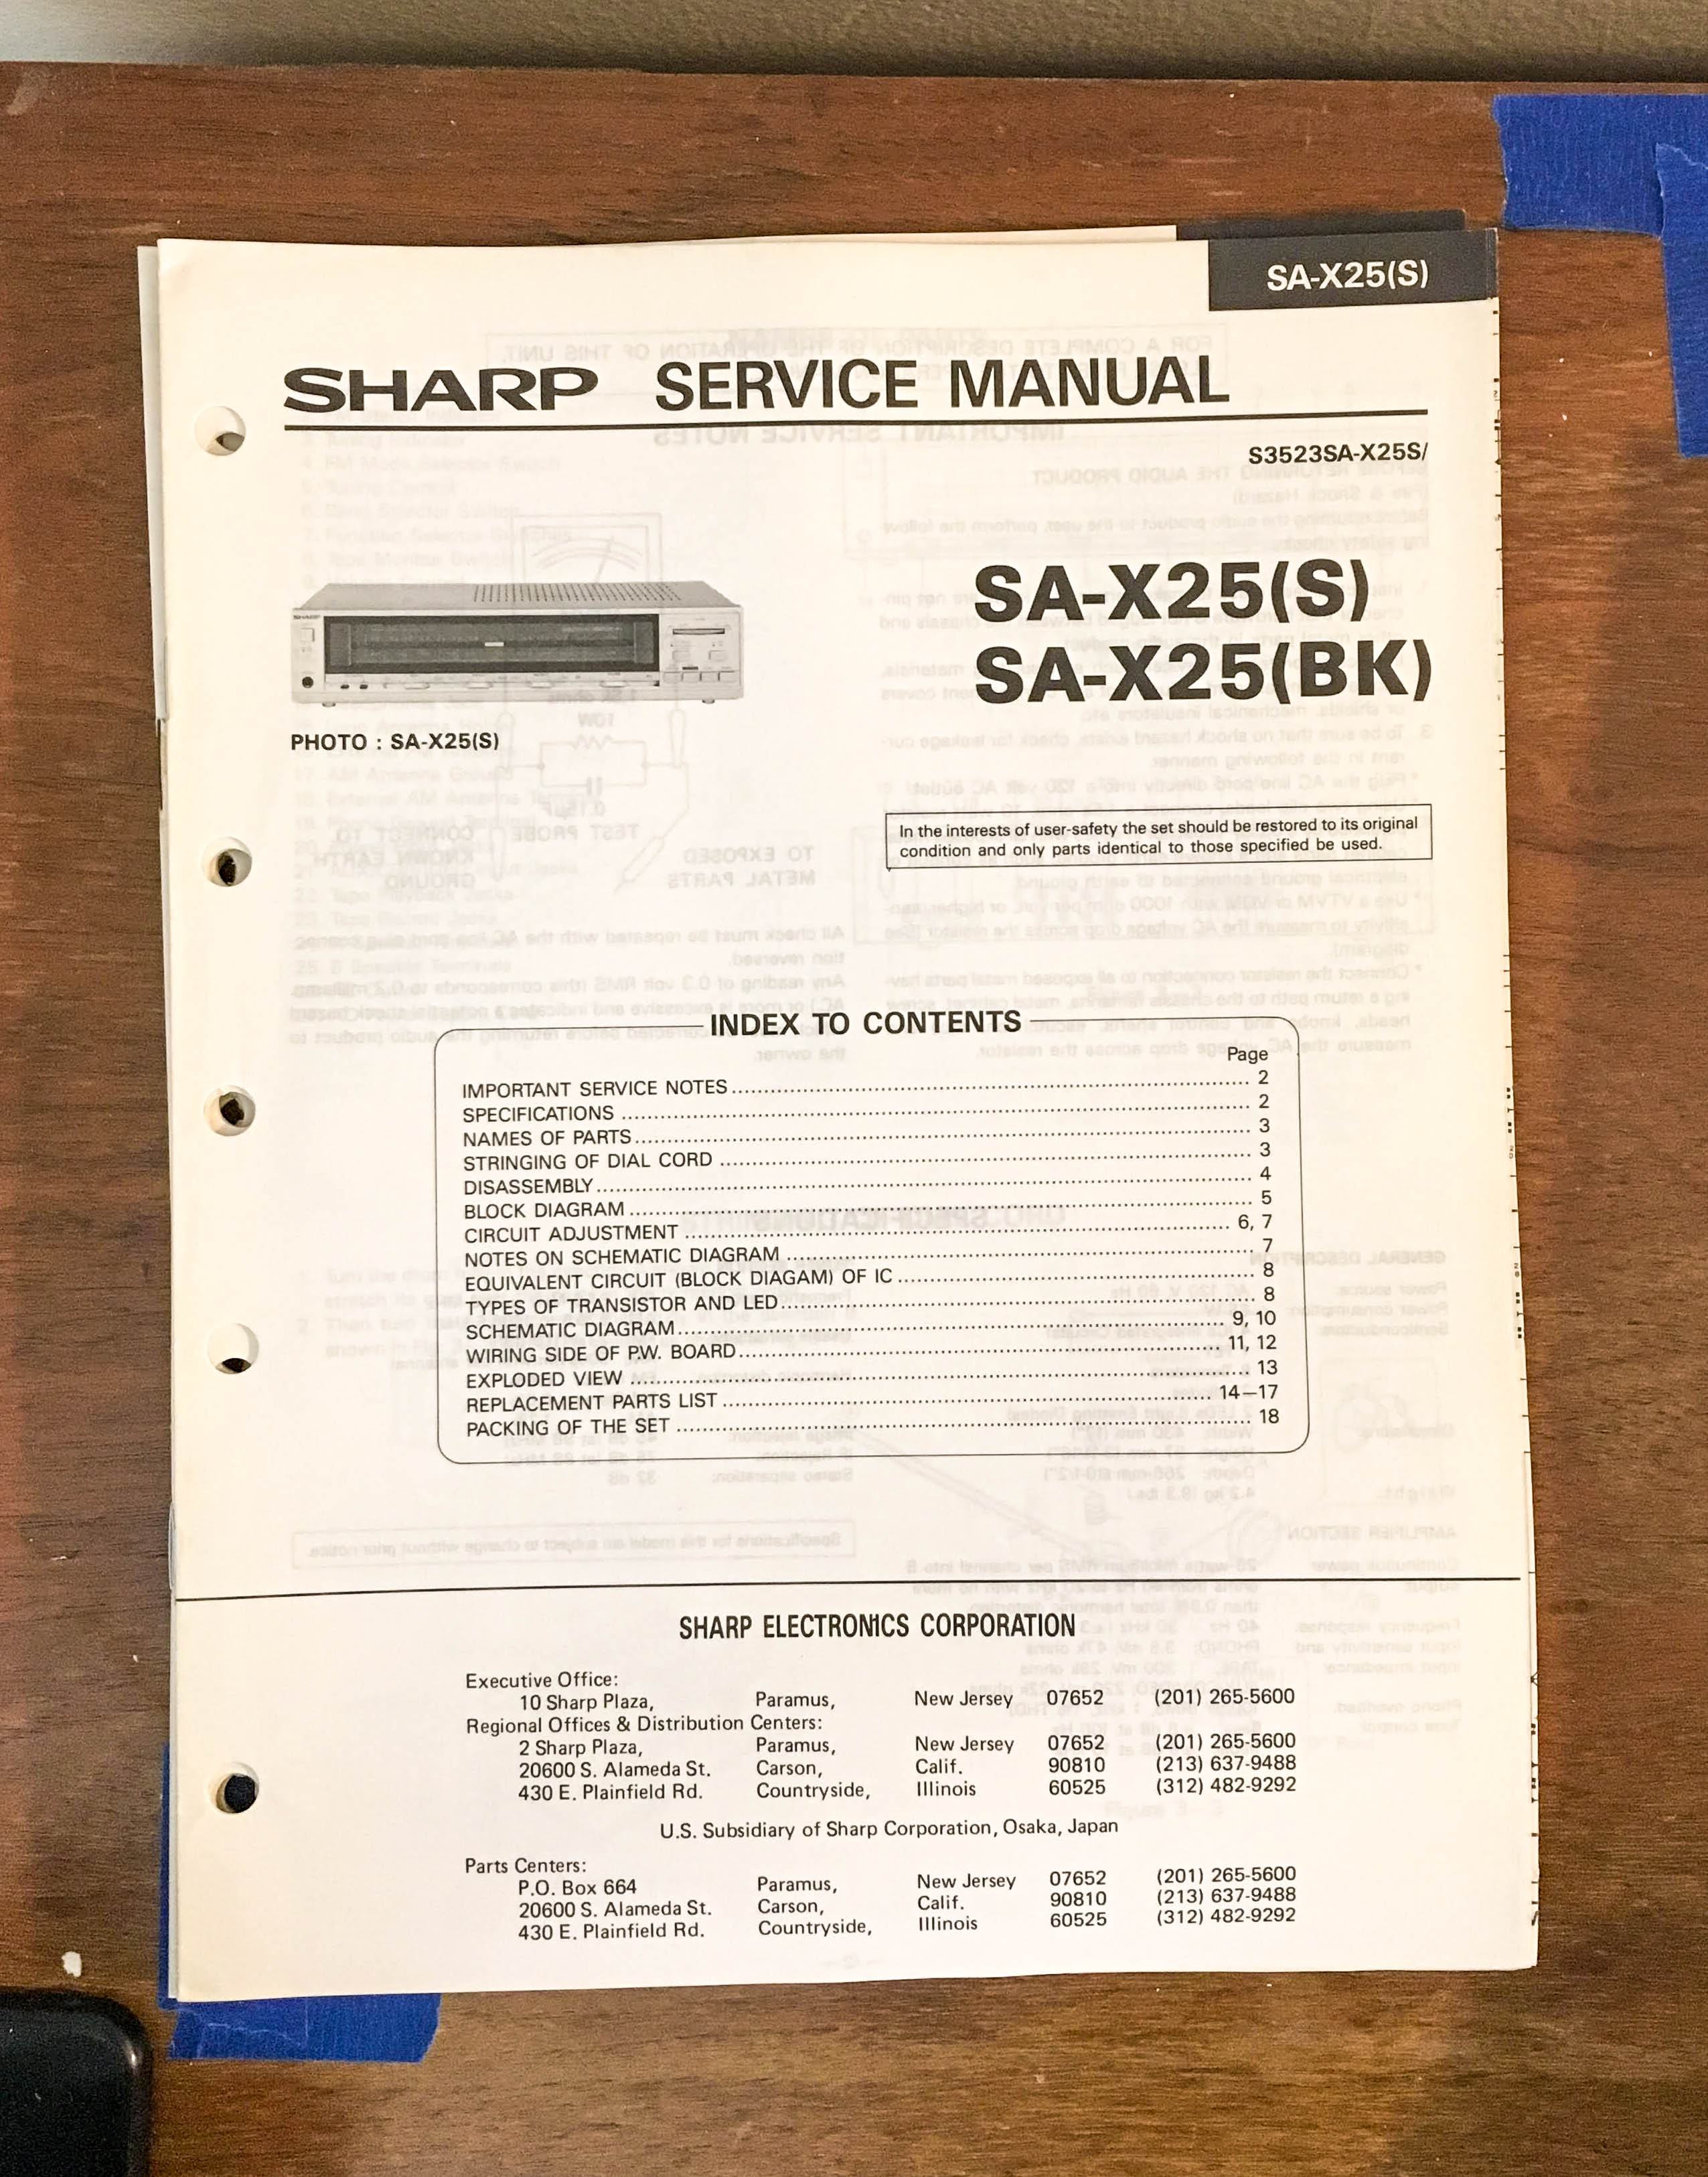 SA-X25(S)
SHARP SERVICE MANUAL
S3523SA-X25S/
SHARP
SA-X25(S)
SA-X25(BK)
PHOTO : SA-X25(S)
In the interests of user-safety the set should be restored to its original
condition and only parts identical to those specified be used.
INDEX TO CONTENTS
Page
IMPORTANT SERVICE NOTES 2
SPECIFICATIONS 2
NAMES OF PARTS 3
STRINGING OF DIAL CORD 3
DISASSEMBLY 4
BLOCK DIAGRAM 5
CIRCUIT ADJUSTMENT 6, 7
NOTES ON SCHEMATIC DIAGRAM 7
EQUIVALENT CIRCUIT (BLOCK DIAGAM) OF IC 8
TYPES OF TRANSISTOR AND LED 8
SCHEMATIC DIAGRAM 9, 10
WIRING SIDE OF P.W. BOARD 11, 12
EXPLODED VIEW 13
REPLACEMENT PARTS LIST 14–17
PACKING OF THE SET 18
SHARP ELECTRONICS CORPORATION
Executive Office:
10 Sharp Plaza, Paramus, New Jersey 07652 (201) 265-5600
Regional Offices & Distribution Centers:
2 Sharp Plaza, Paramus, New Jersey 07652 (201) 265-5600
20600 S. Alameda St. Carson, Calif. 90810 (213) 637-9488
430 E. Plainfield Rd. Countryside, Illinois 60525 (312) 482-9292
U.S. Subsidiary of Sharp Corporation, Osaka, Japan
Parts Centers:
P.O. Box 664 Paramus, New Jersey 07652 (201) 265-5600
20600 S. Alameda St. Carson, Calif. 90810 (213) 637-9488
430 E. Plainfield Rd. Countryside, Illinois 60525 (312) 482-9292